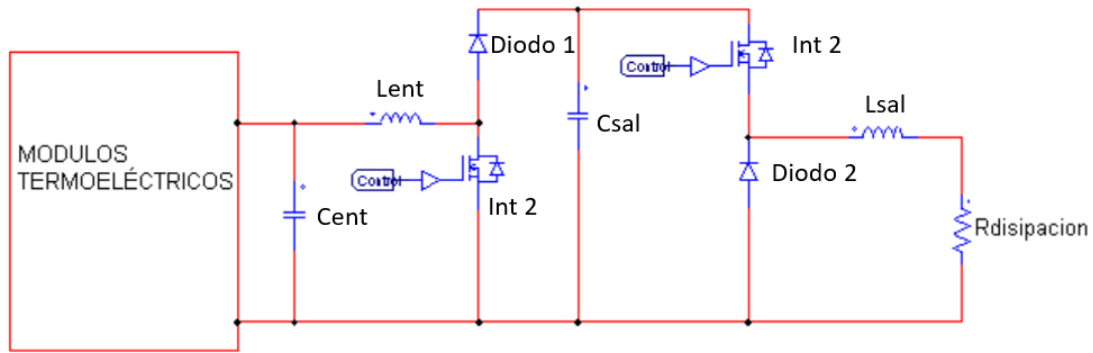 Diodo 1
Int 2
Control
Lent
Lsal
Csal
MODULOS
TERMOELÉCTRICOS
Control
Diodo 2
Cent
Int 2
Rdisipacion